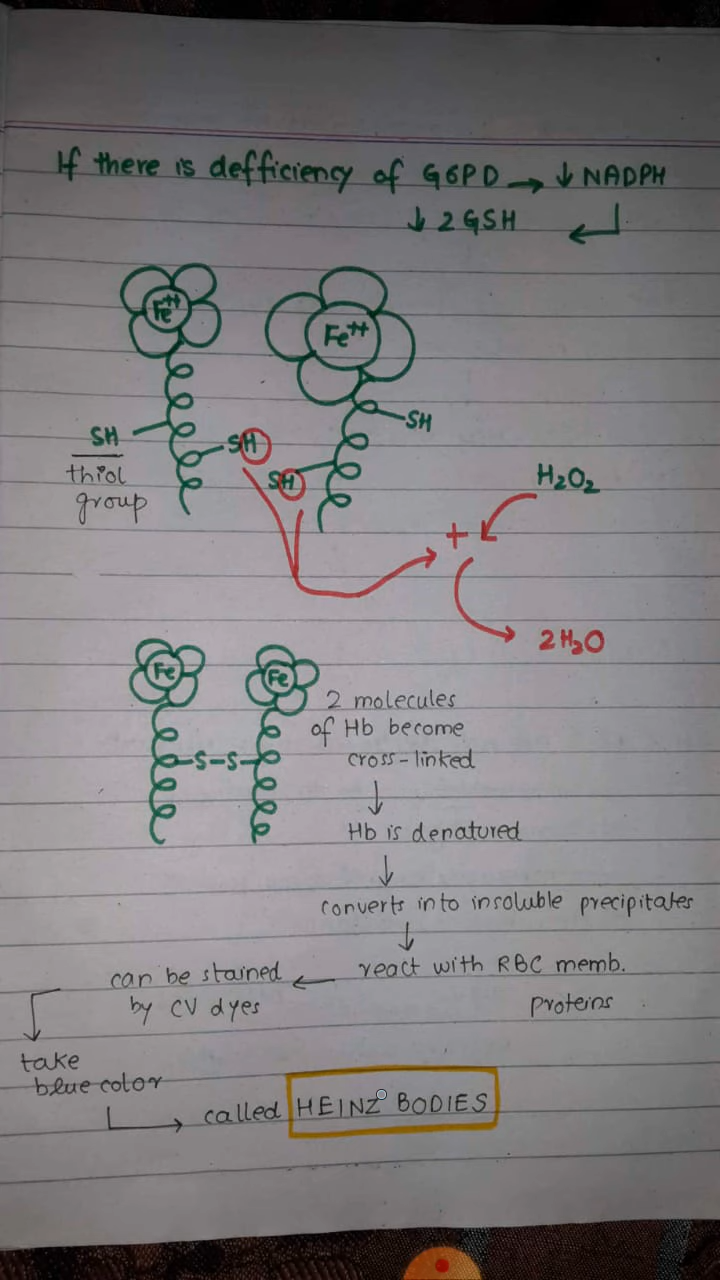 If there is defficiency of G6PD → ↓ NADPH
↓ 2 GSH ←
Fe++
Fe++
SH
SH
SH
SH
thiol
group
H2O2
+
2H2O
Fe
Fe
2 molecules
of Hb become
cross-linked
-S-S-
↓
Hb is denatured
↓
converts into insoluble precipitates
↓
react with RBC memb.
proteins
← can be stained
by CV dyes
take
blue color
→ called HEINZ BODIES